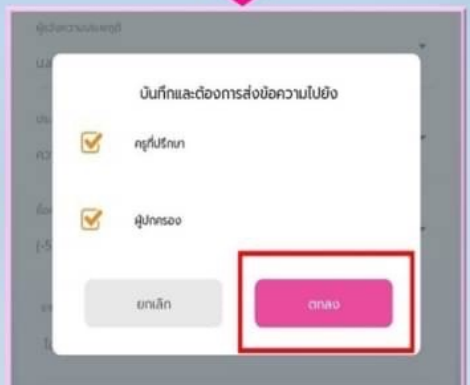 บันทึกและต้องการส่งข้อความไปยัง
ครูที่ปรึกษา
ผู้ปกครอง
ยกเลิก
ตกลง